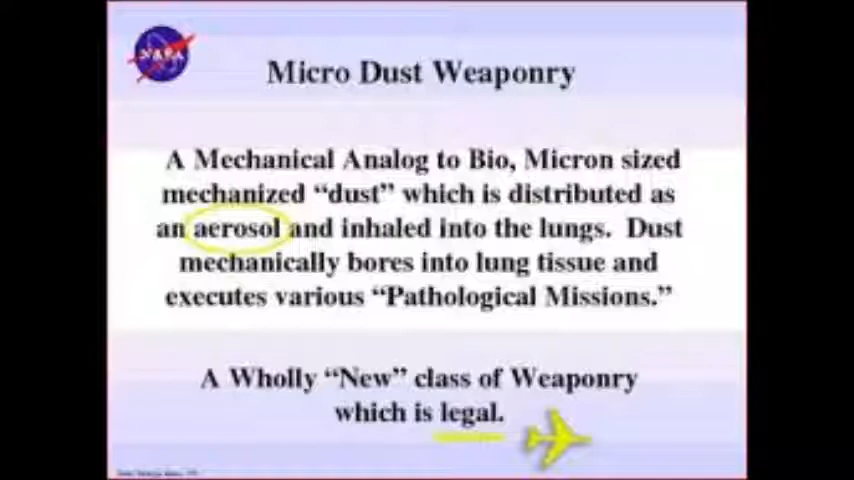 NASA
Micro Dust Weaponry
A Mechanical Analog to Bio, Micron sized
mechanized “dust” which is distributed as
an aerosol and inhaled into the lungs. Dust
mechanically bores into lung tissue and
executes various “Pathological Missions.”
A Wholly “New” class of Weaponry
which is legal.